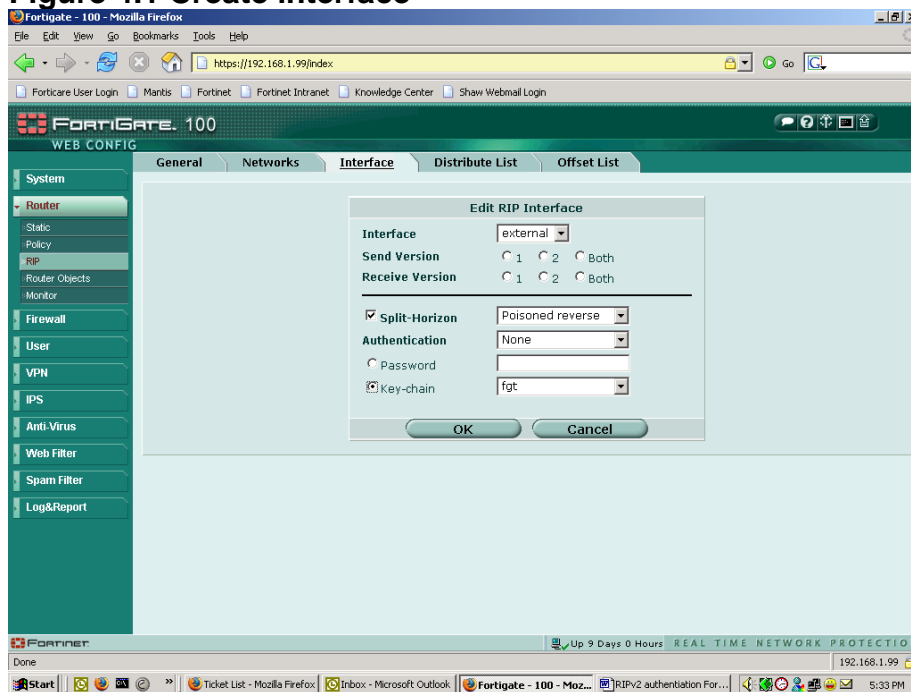 Figure 4.1 Create Interface
Fortigate - 100 - Mozilla Firefox
File Edit View Go Bookmarks Tools Help
https://192.168.1.99/index
Go
G
Forticare User Login Mantis Fortinet Fortinet Intranet Knowledge Center Shaw Webmail Login
FORTIGATE. 100
WEB CONFIG
General Networks Interface Distribute List Offset List
System
Router
Static
Policy
RIP
Router Objects
Monitor
Firewall
User
VPN
IPS
Anti-Virus
Web Filter
Spam Filter
Log&Report
Edit RIP Interface
Interface external
Send Version 1 2 Both
Receive Version 1 2 Both
Split-Horizon Poisoned reverse
Authentication None
Password
Key-chain fgt
OK Cancel
FORTINET
Up 9 Days 0 Hours REAL TIME NETWORK PROTECTIO
Done 192.168.1.99
Start » Ticket List - Mozilla Firefox Inbox - Microsoft Outlook Fortigate - 100 - Moz... RIPv2 authentiation For... 5:33 PM